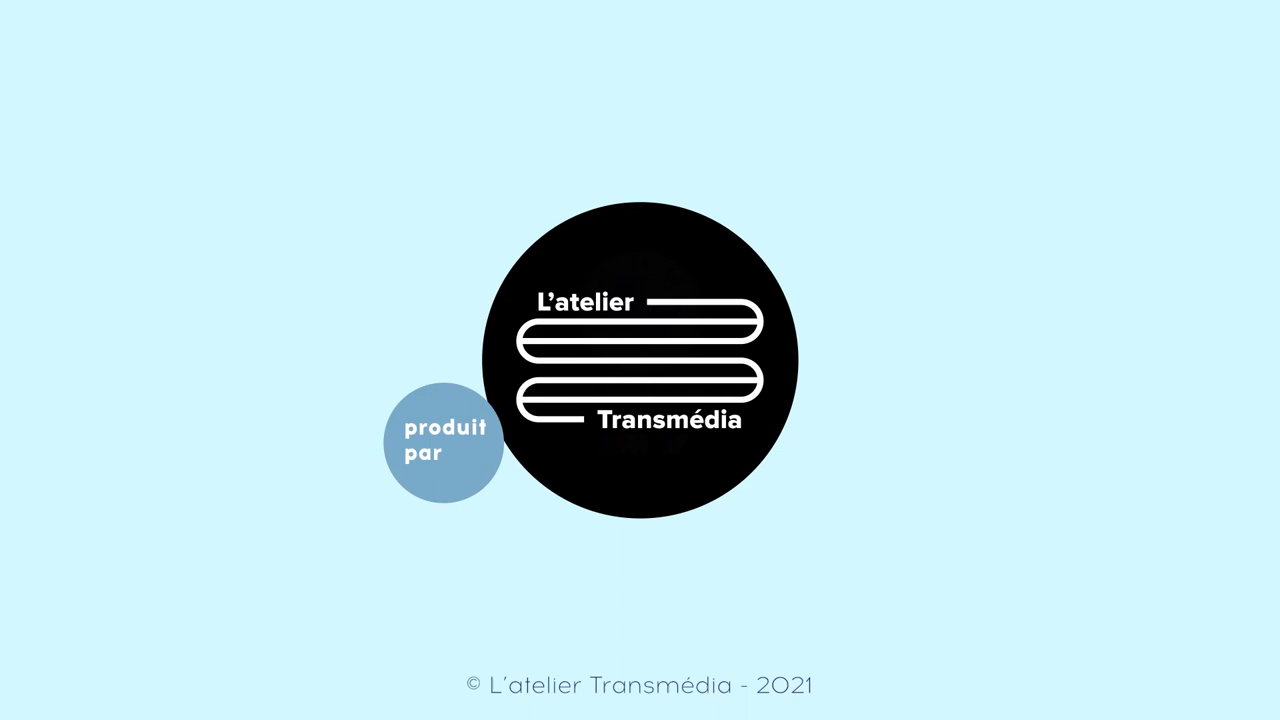 L’atelier
Transmédia
produit
par
© L’atelier Transmédia - 2021